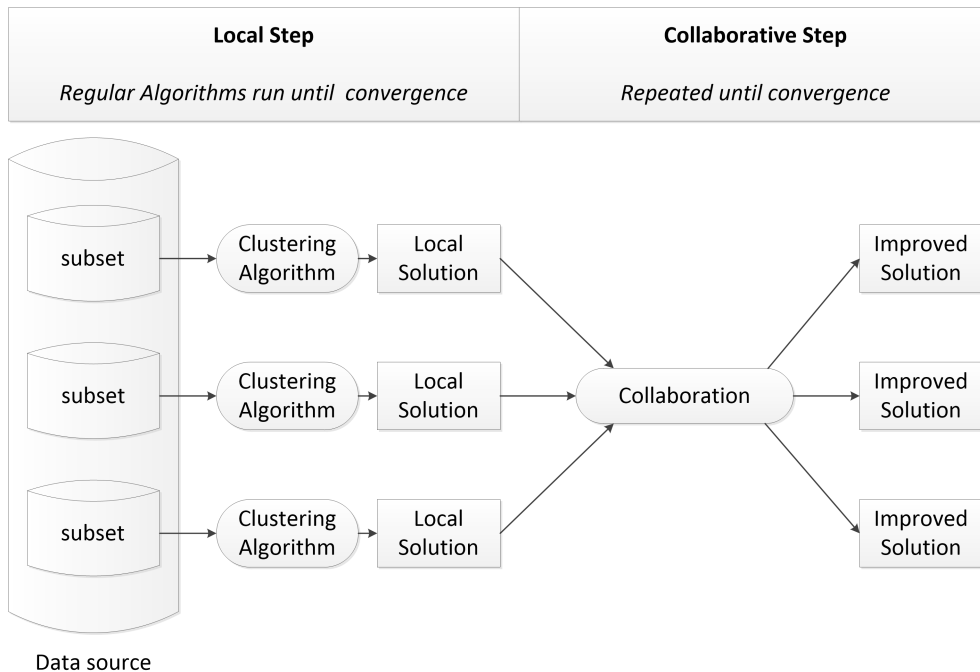 Local Step
Regular Algorithms run until convergence
Collaborative Step
Repeated until convergence
subset
Clustering
Algorithm
Local
Solution
Improved
Solution
subset
Clustering
Algorithm
Local
Solution
Collaboration
Improved
Solution
subset
Clustering
Algorithm
Local
Solution
Improved
Solution
Data source